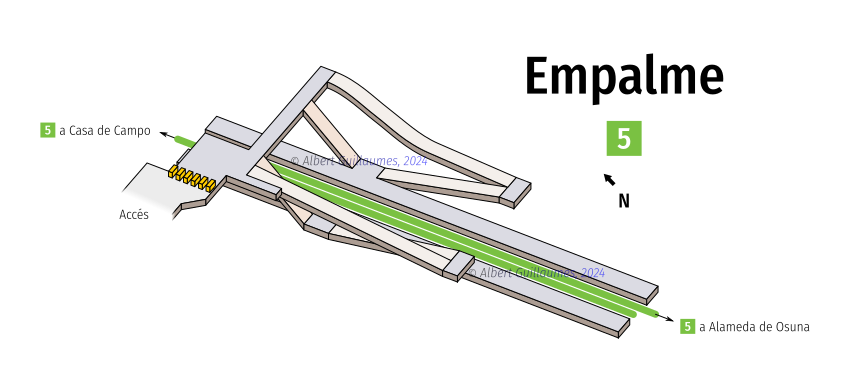 Empalme
5
5 a Casa de Campo
© Albert Guillaumes, 2024
N
Accés
© Albert Guillaumes, 2024
5 a Alameda de Osuna